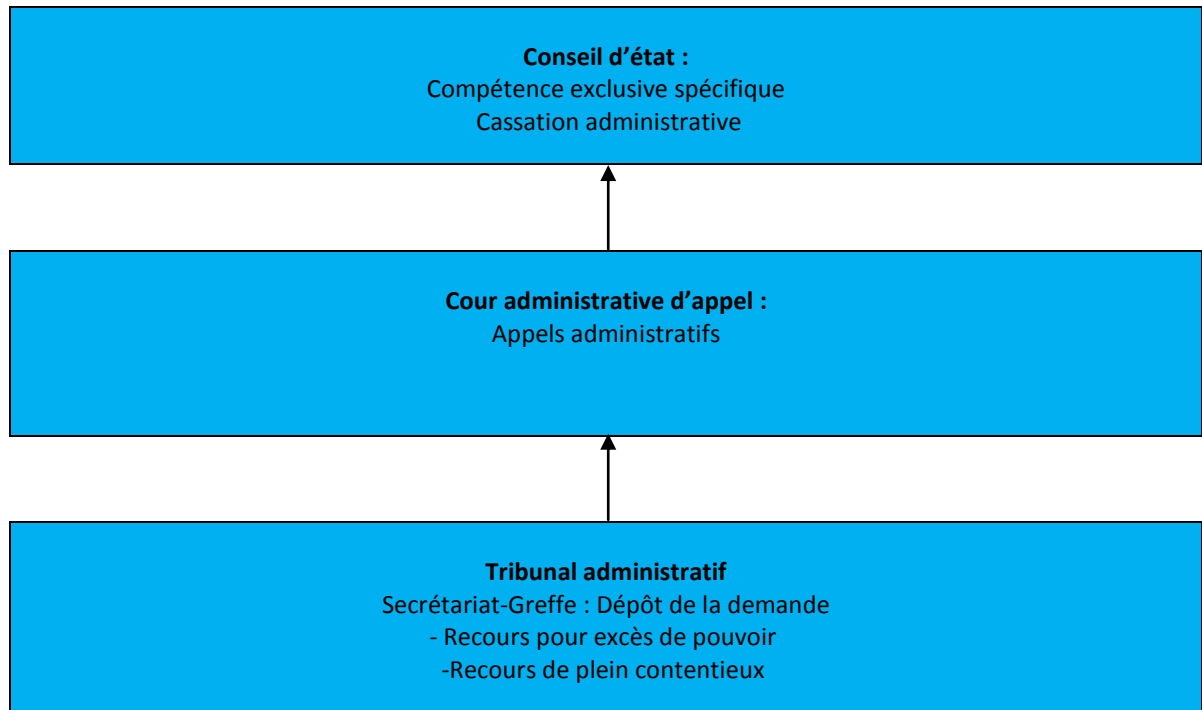 Conseil d’état :
Compétence exclusive spécifique
Cassation administrative
Cour administrative d’appel :
Appels administratifs
Tribunal administratif
Secrétariat-Greffe : Dépôt de la demande
- Recours pour excès de pouvoir
-Recours de plein contentieux